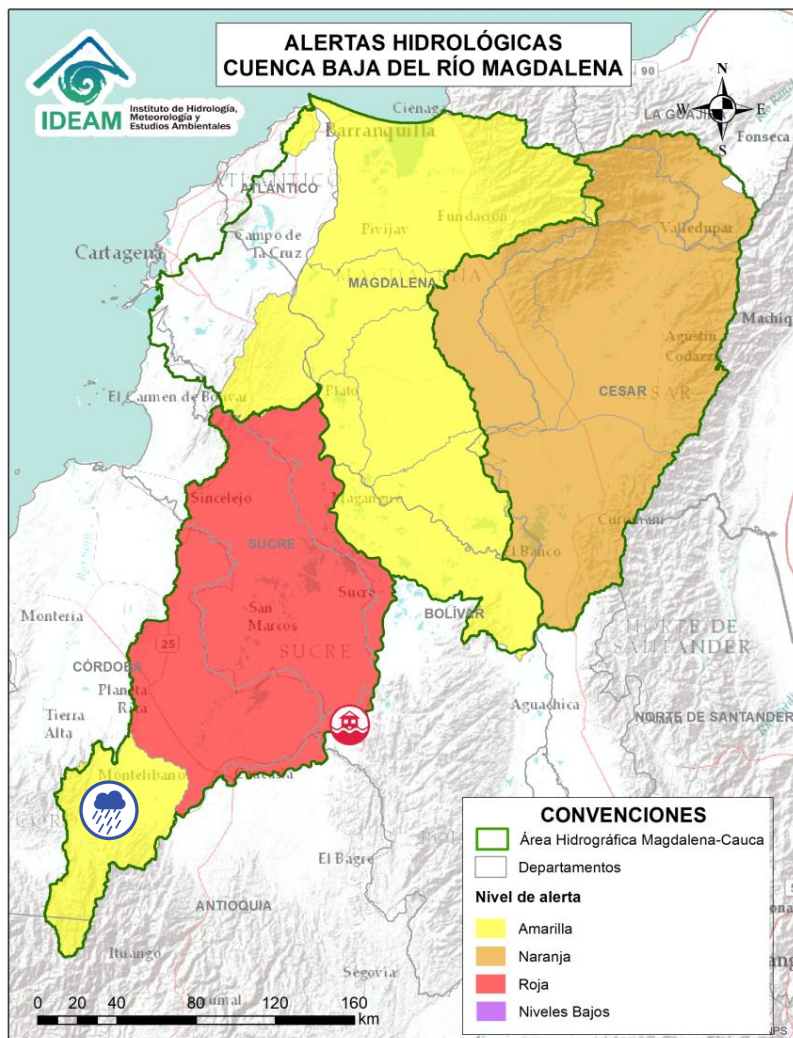 ALERTAS HIDROLÓGICAS
CUENCA BAJA DEL RÍO MAGDALENA
IDEAM
Instituto de Hidrología,
Meteorología y
Estudios Ambientales
90
N
W
E
S
Ciénaga
LA GUAJIRA
Barranquilla
Fonseca
ATLÁNTICO
Fundación
Pivijay
Valledupar
Campo de
la Cruz
Cartagena
MAGDALENA
MAGDALENA
Agustín
Codazzi
CESAR
Plato
El Carmen de Bolívar
Sincelejo
Magangué
SUCRE
El Banco
Sucre
BOLÍVAR
San
Marcos
SUCRE
Montería
25
CÓRDOBA
Planeta
Rica
Tierra
Alta
NORTE DE
SANTANDER
NORTE DE SANTANDER
Aguachica
Montelíbano
Caucasia
El Bagre
ANTIOQUIA
Ituango
Segovia
CONVENCIONES
Área Hidrográfica Magdalena-Cauca
Departamentos
Nivel de alerta
Amarilla
Naranja
Roja
Niveles Bajos
0 20 40 80 120 160
km